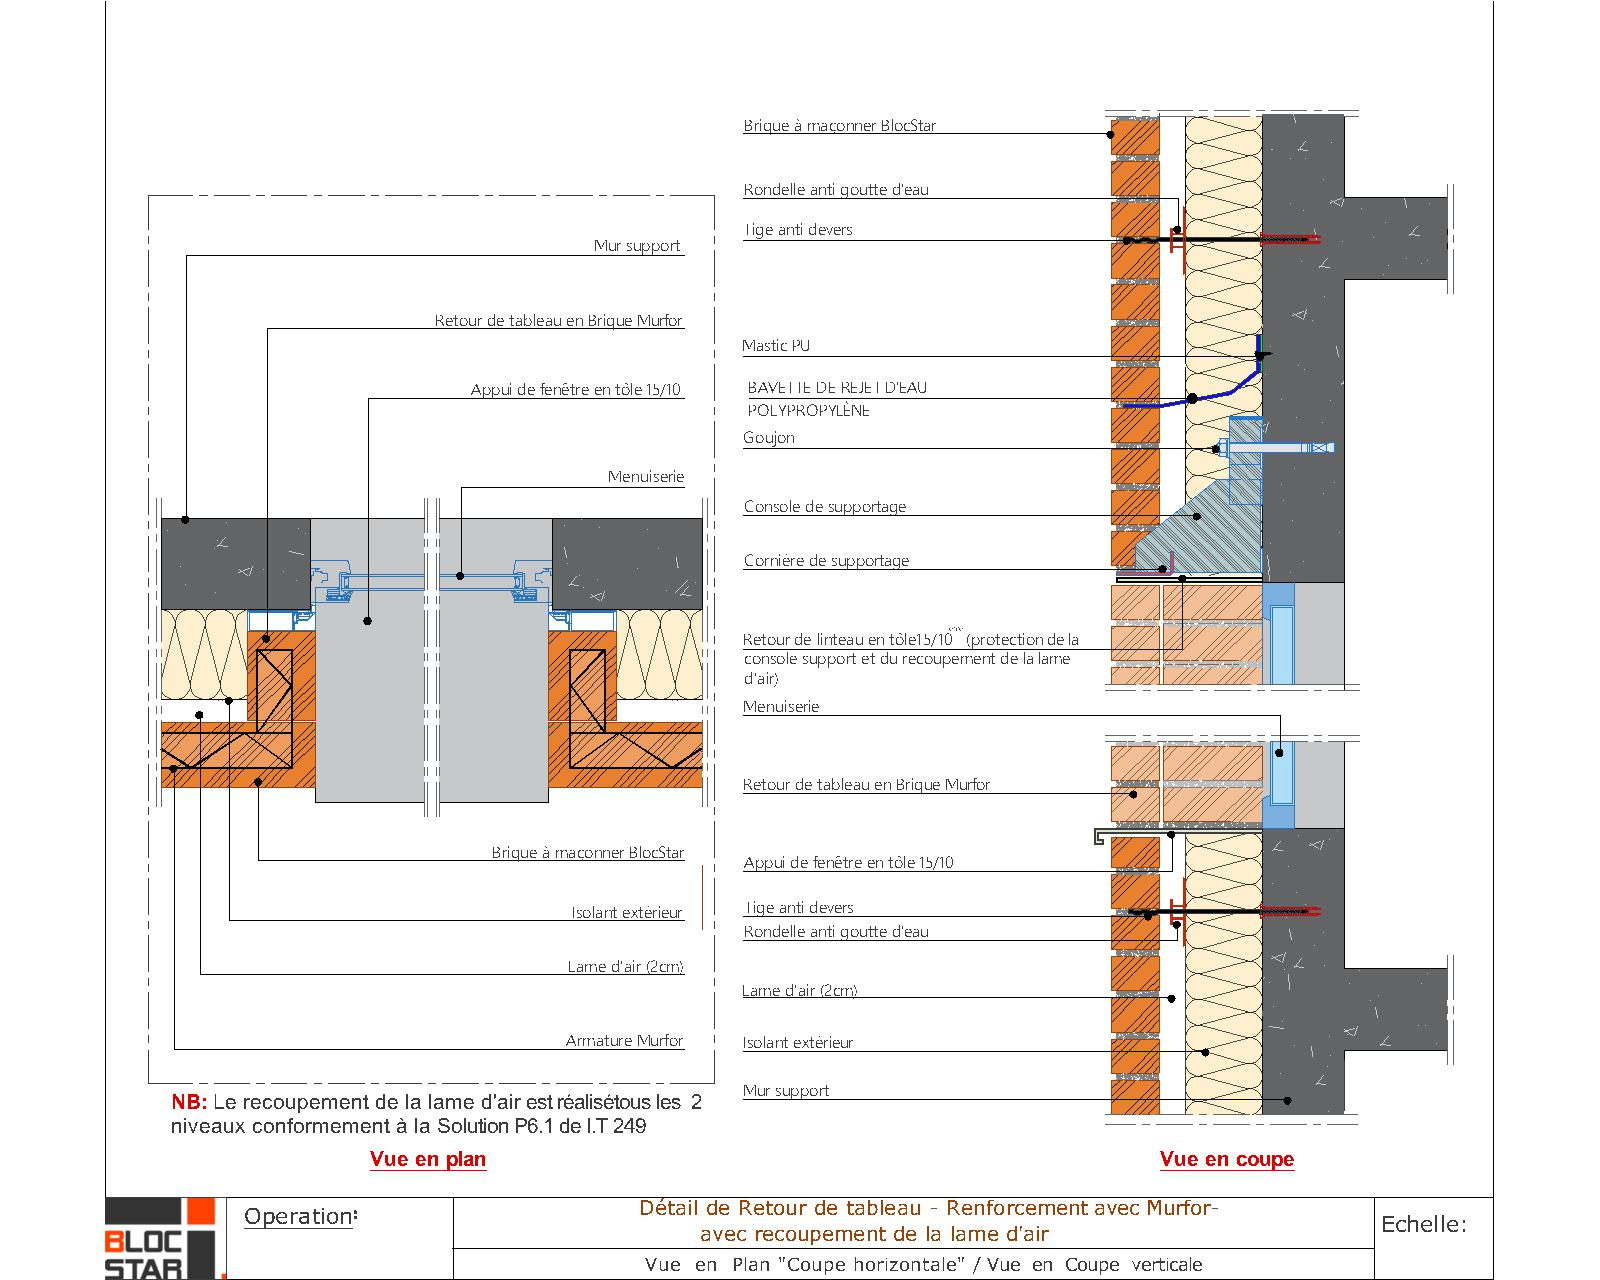 Mur support
Retour de tableau en Brique Murfor
Appui de fenêtre en tôle 15/10
Menuiserie
Brique à maconner BlocStar
Isolant extérieur
Lame d'air (2cm)
Armature Murfor
NB: Le recoupement de la lame d'air est réalisétous les 2
niveaux conformement à la Solution P6.1 de I.T 249
Vue en plan
Brique à maconner BlocStar
Rondelle anti goutte d'eau
Tige anti devers
Mastic PU
BAVETTE DE REJET D'EAU
POLYPROPYLÈNE
Goujon
Console de supportage
Cornière de supportage
Retour de linteau en tôle15/10ème (protection de la
console support et du recoupement de la lame
d'air)
Menuiserie
Retour de tableau en Brique Murfor
Appui de fenêtre en tôle 15/10
Tige anti devers
Rondelle anti goutte d'eau
Lame d'air (2cm)
Isolant extérieur
Mur support
Vue en coupe
BLOC
STAR
Operation:
Détail de Retour de tableau - Renforcement avec Murfor-
avec recoupement de la lame d'air
Vue en Plan "Coupe horizontale" / Vue en Coupe verticale
Echelle: